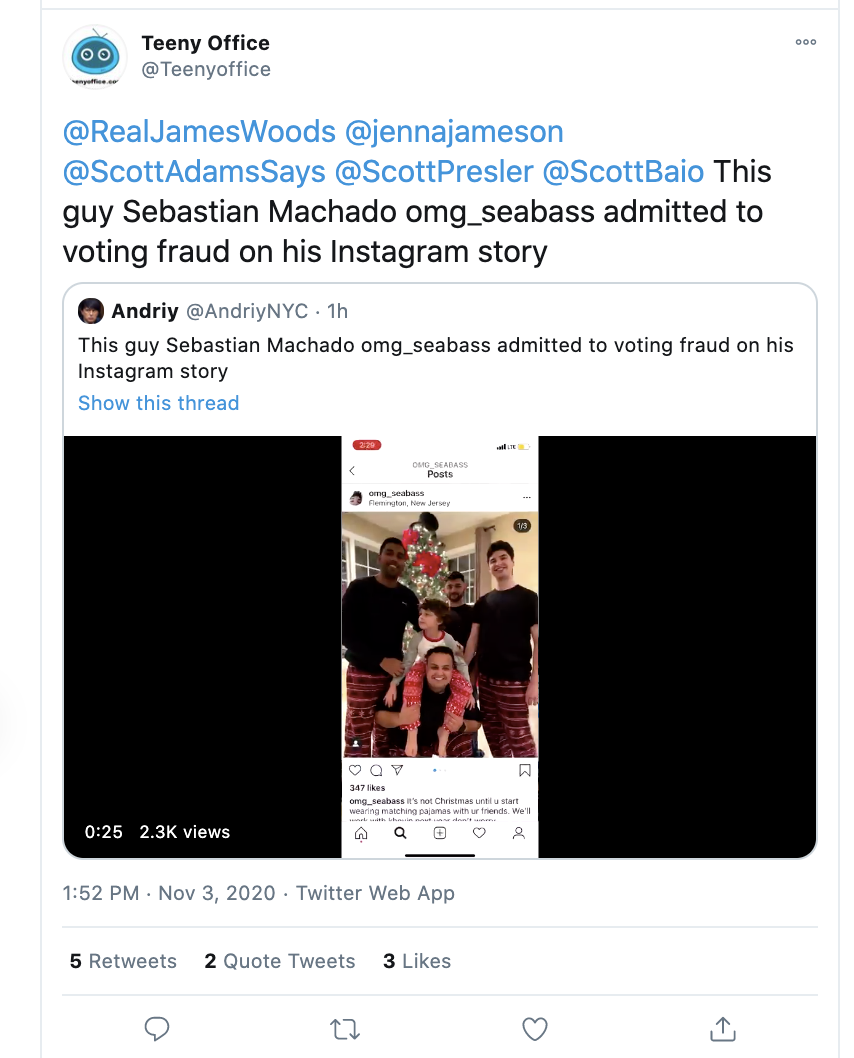 Teeny Office
@Teenyoffice
@RealJamesWoods @jennajameson
@ScottAdamsSays @ScottPresler @ScottBaio This
guy Sebastian Machado omg_seabass admitted to
voting fraud on his Instagram story
Andriy @AndriyNYC · 1h
This guy Sebastian Machado omg_seabass admitted to voting fraud on his
Instagram story
Show this thread
2:29 LTE
OMG_SEABASS
Posts
omg_seabass
Flemington, New Jersey
1/3
347 likes
omg_seabass It's not Christmas until u start
wearing matching pajamas with ur friends. We'll
0:25 2.3K views
1:52 PM · Nov 3, 2020 · Twitter Web App
5 Retweets 2 Quote Tweets 3 Likes